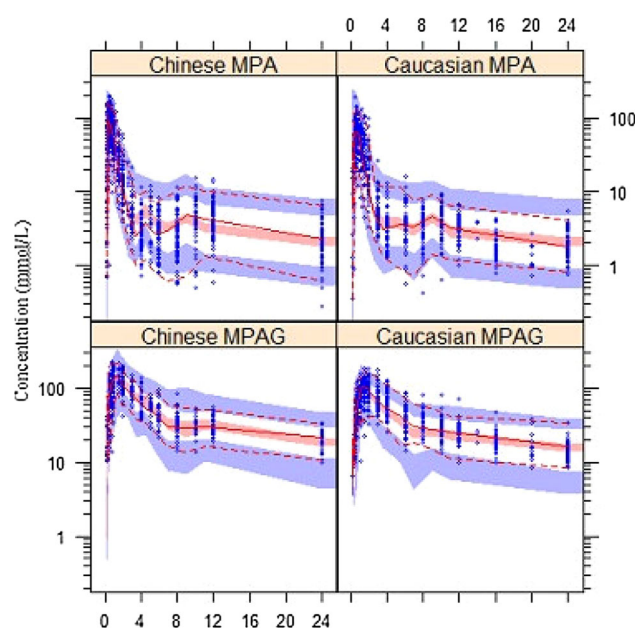 0 4 8 12 16 20 24
Chinese MPA
Caucasian MPA
100
10
1
Concentration (mmol/L)
Chinese MPAG
Caucasian MPAG
100
10
1
0 4 8 12 16 20 24